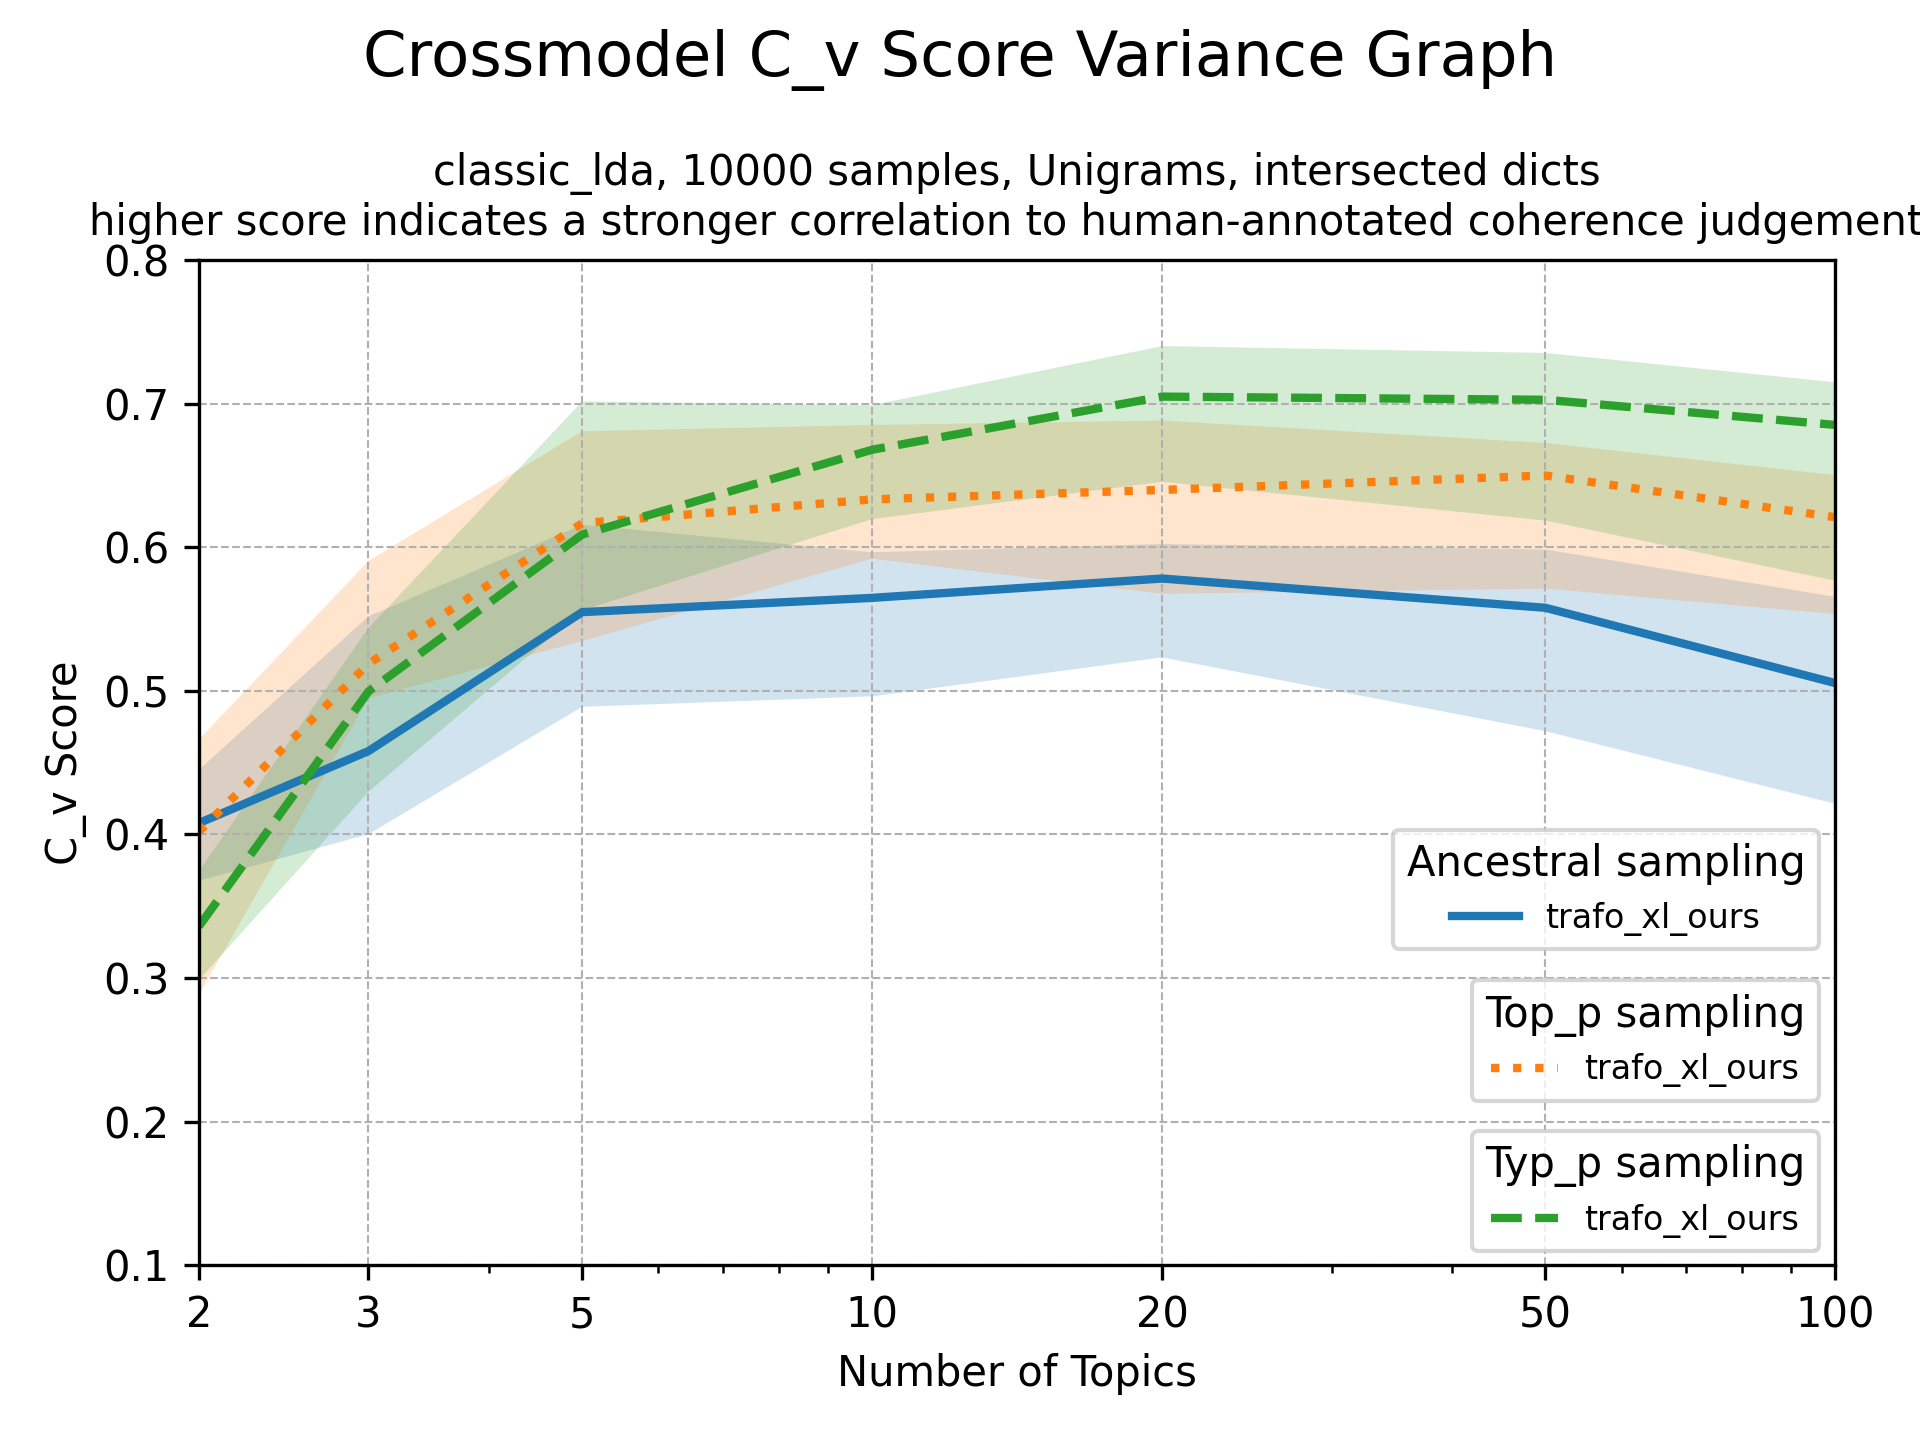 Crossmodel C_v Score Variance Graph
classic_lda, 10000 samples, Unigrams, intersected dicts
higher score indicates a stronger correlation to human-annotated coherence judgement
0.8
0.7
0.6
0.5
0.4
0.3
0.2
0.1
C_v Score
Ancestral sampling
trafo_xl_ours
Top_p sampling
trafo_xl_ours
Typ_p sampling
trafo_xl_ours
2 3 5 10 20 50 100
Number of Topics